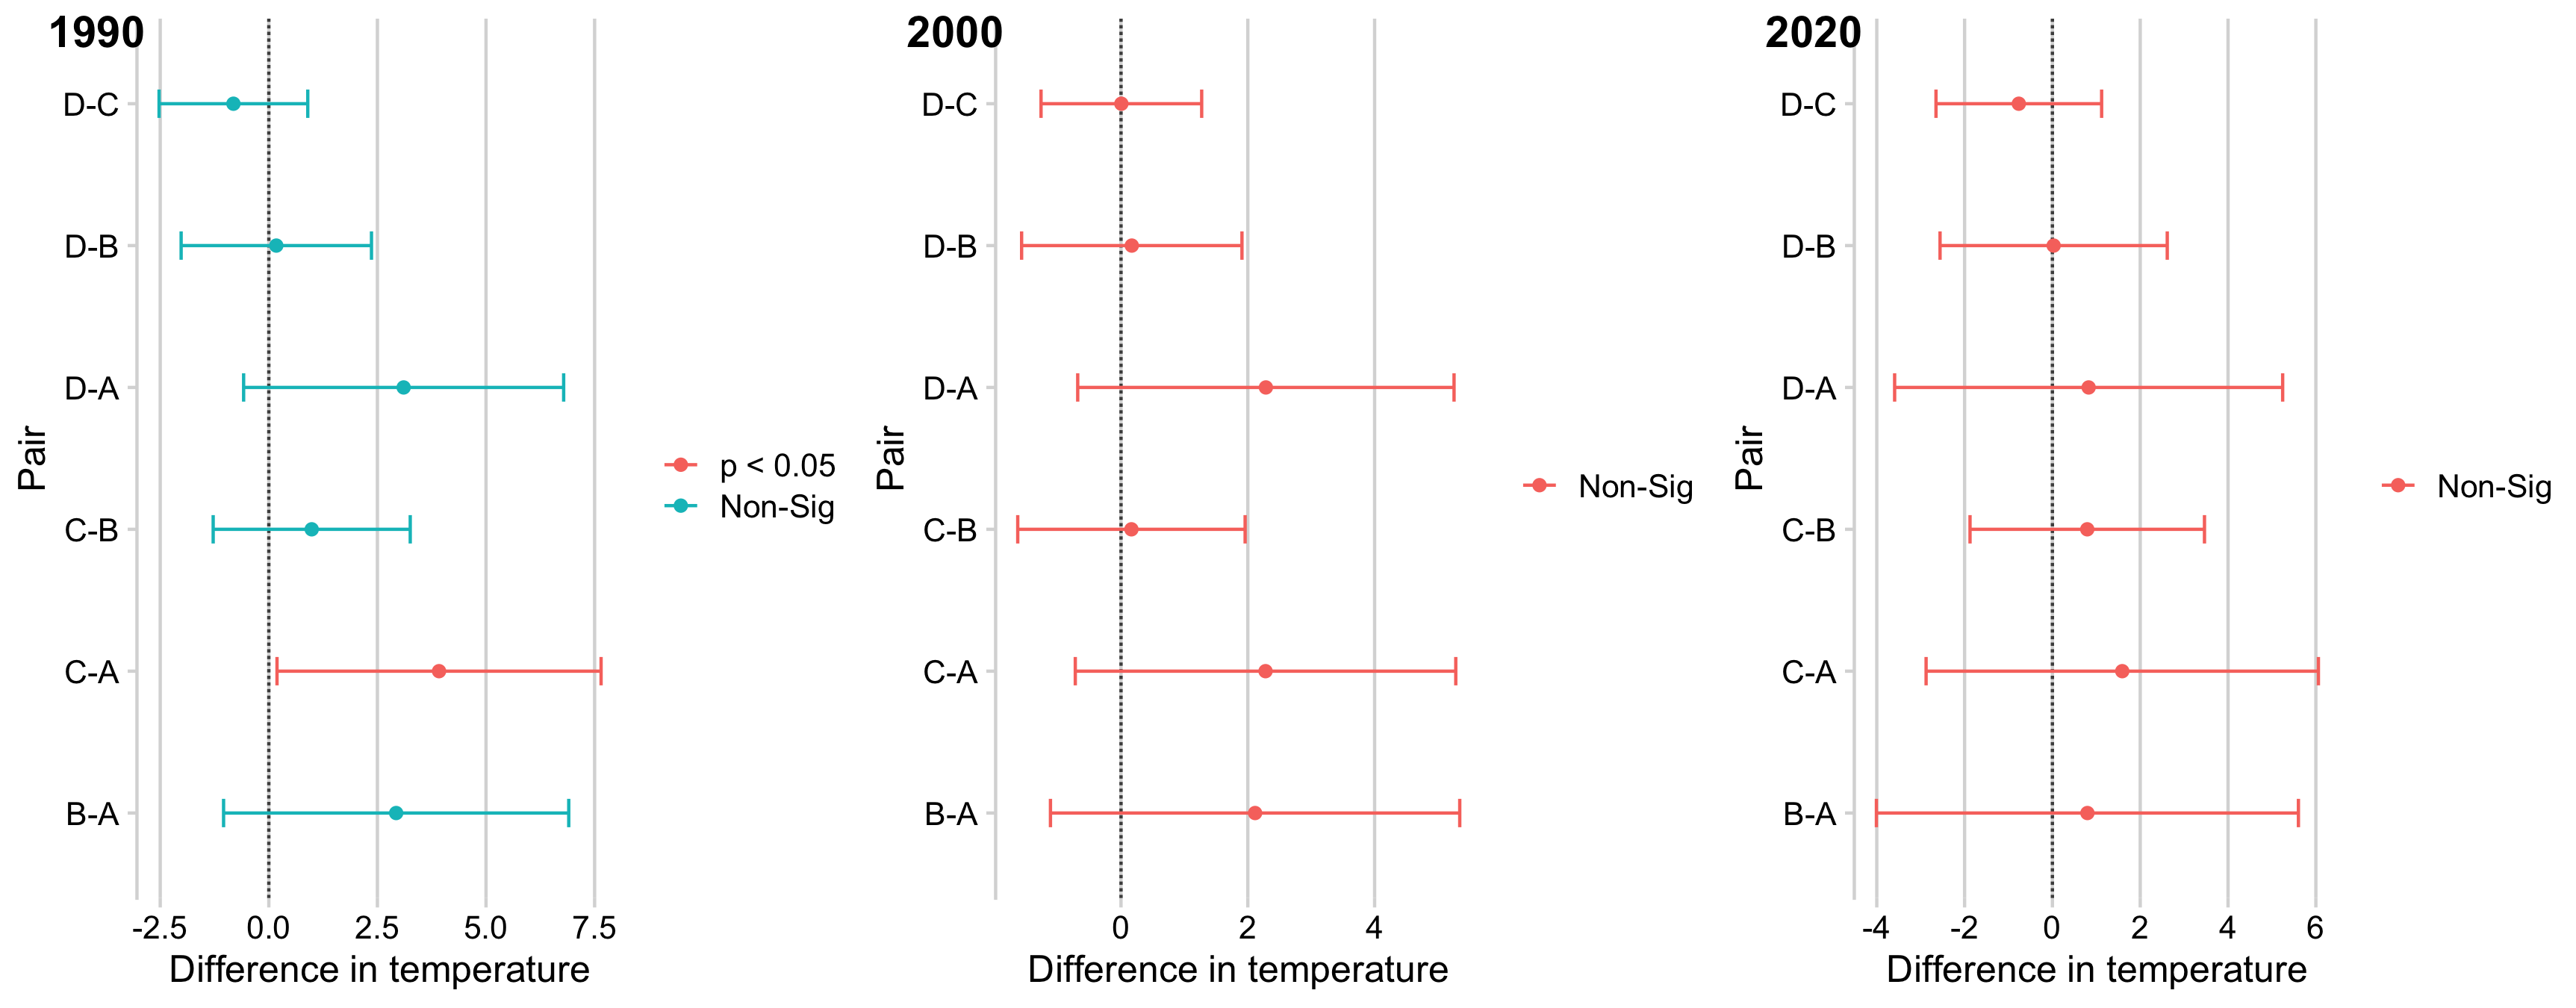 1990
D-C
D-B
D-A
C-B
C-A
B-A
Pair
-2.5 0.0 2.5 5.0 7.5
Difference in temperature
p < 0.05
Non-Sig
2000
D-C
D-B
D-A
C-B
C-A
B-A
Pair
0 2 4
Difference in temperature
Non-Sig
2020
D-C
D-B
D-A
C-B
C-A
B-A
Pair
-4 -2 0 2 4 6
Difference in temperature
Non-Sig